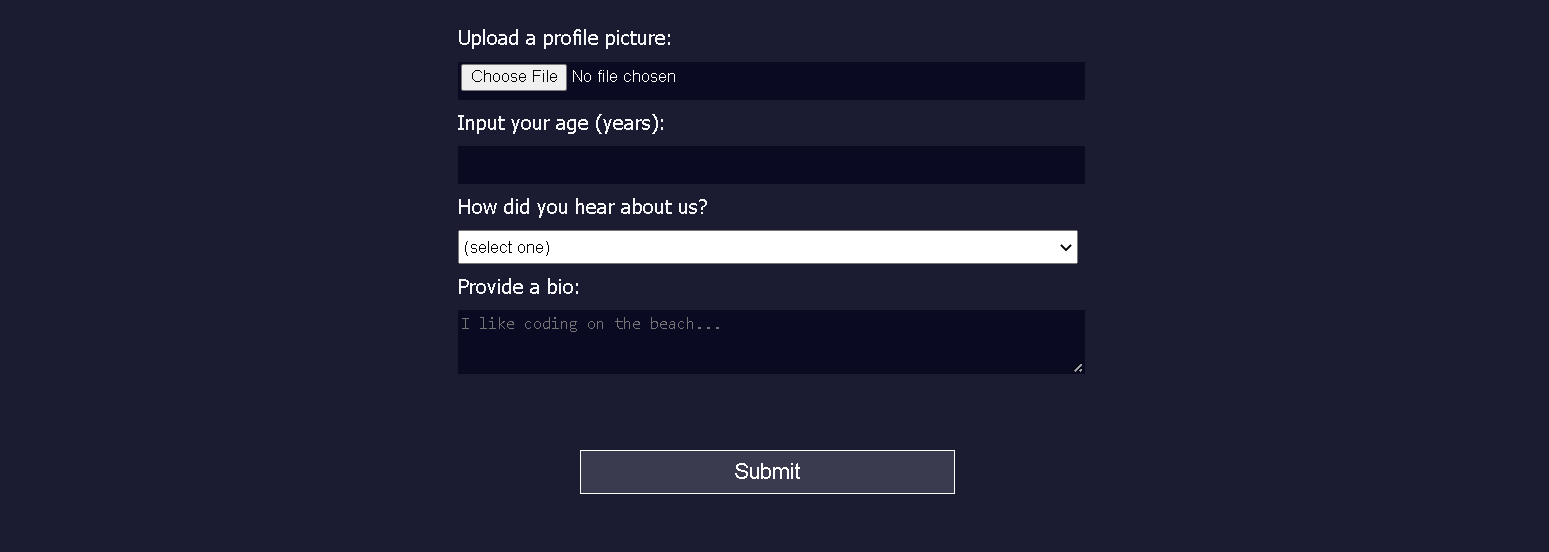 Upload a profile picture:
Choose File No file chosen
Input your age (years):
How did you hear about us?
(select one)
Provide a bio:
I like coding on the beach...
Submit